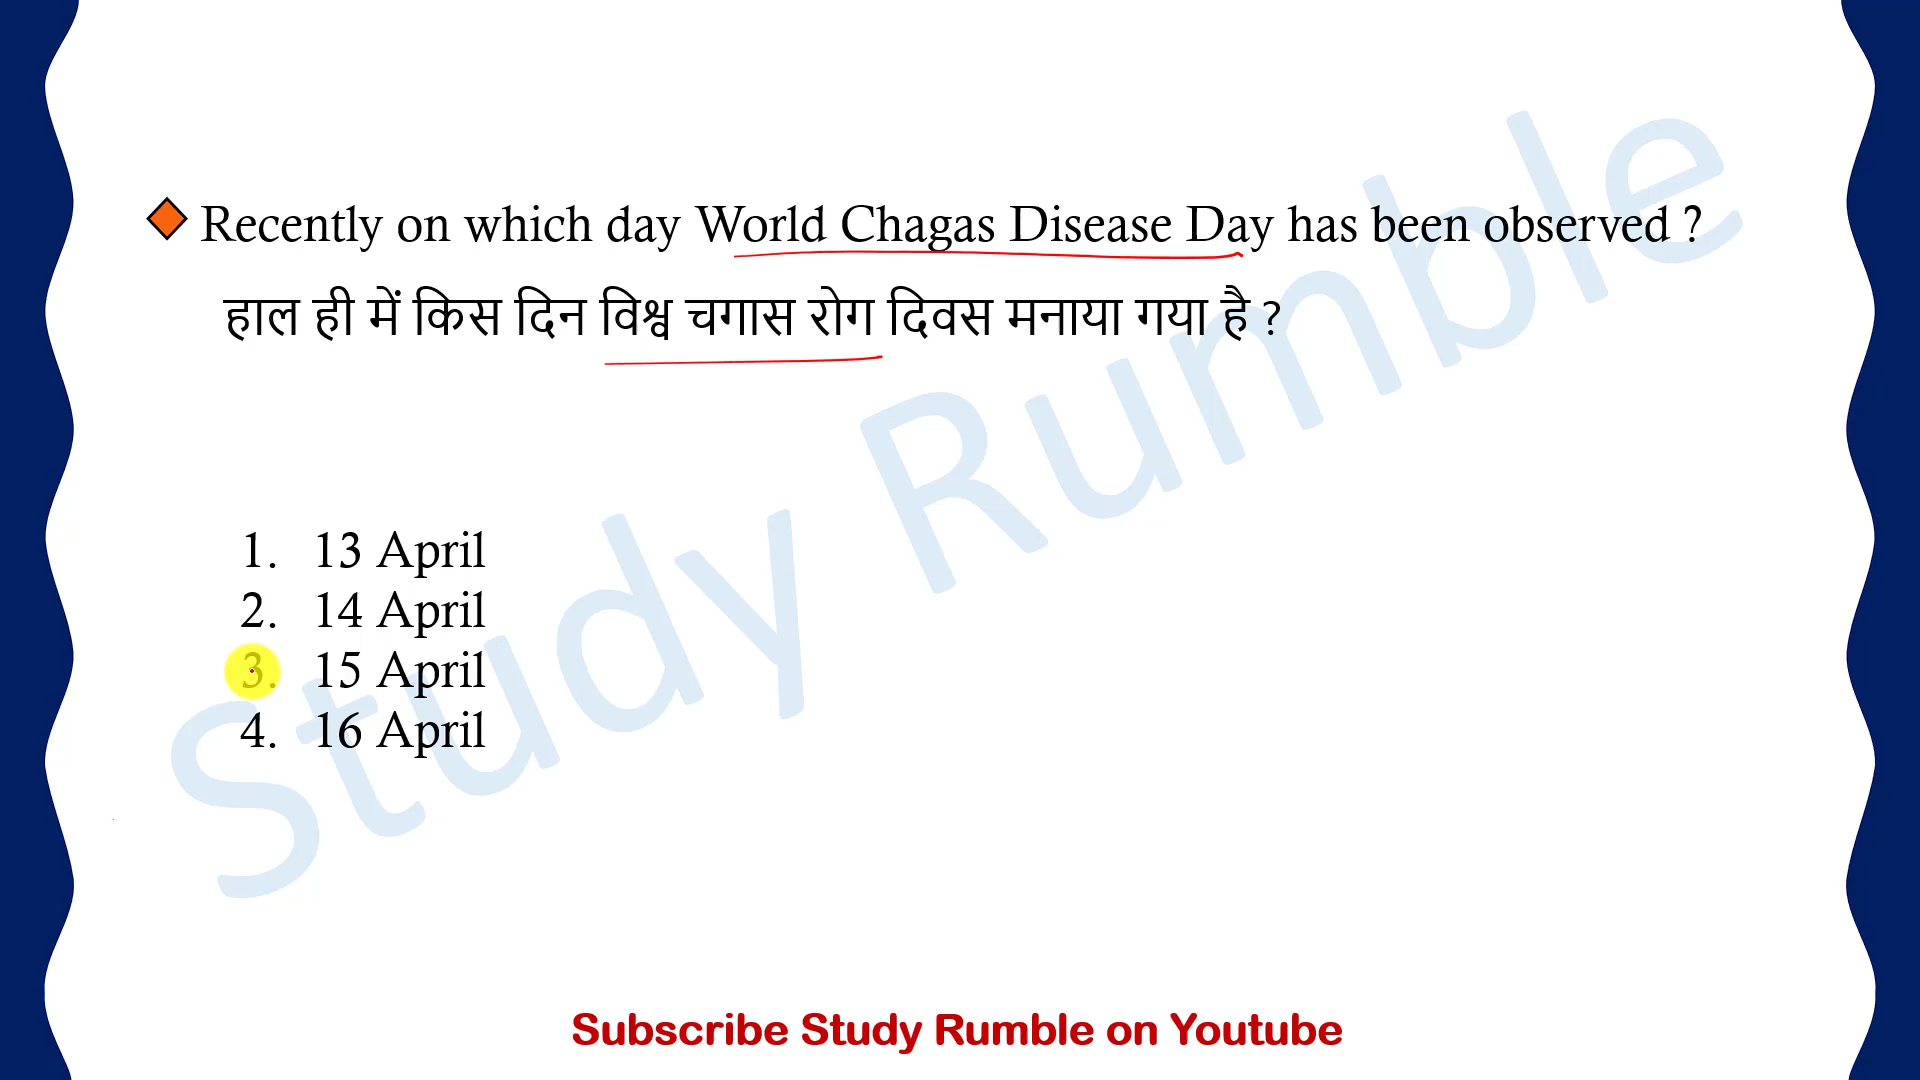 Recently on which day World Chagas Disease Day has been observed ?
हाल ही में किस दिन विश्व चगास रोग दिवस मनाया गया है ?
1. 13 April
2. 14 April
3. 15 April
4. 16 April
Study Rumble
Subscribe Study Rumble on Youtube